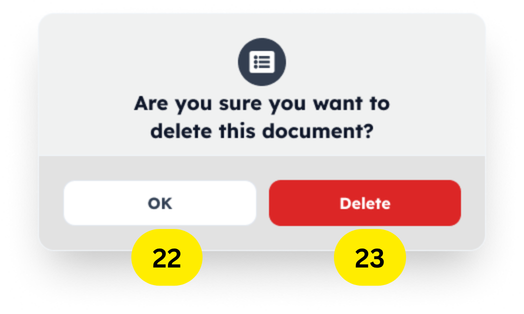 Are you sure you want to
delete this document?
OK
Delete
22
23